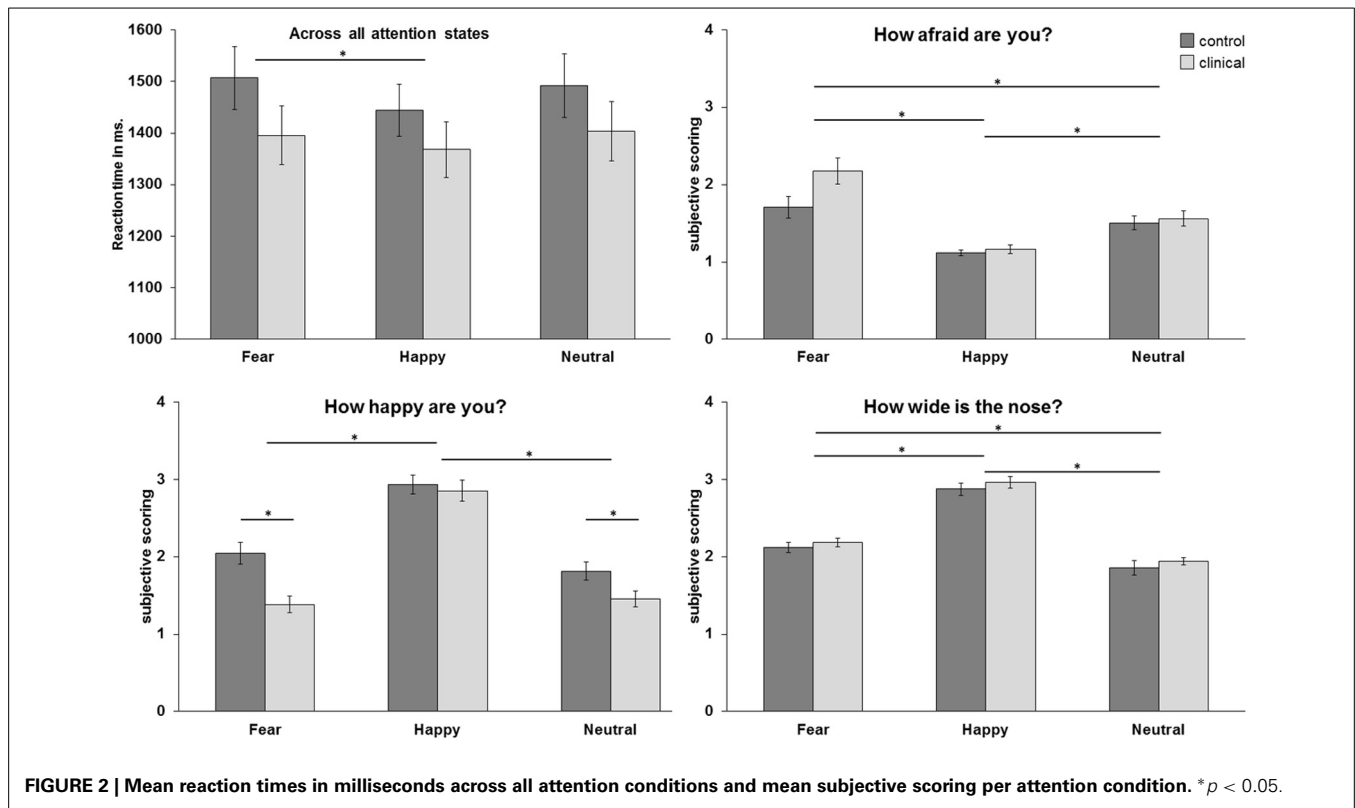 Across all attention states
*
Reaction time in ms.
1600
1500
1400
1300
1200
1100
1000
Fear Happy Neutral
How afraid are you?
control
clinical
*
*
*
subjective scoring
4
3
2
1
0
Fear Happy Neutral
How happy are you?
*
*
*
*
subjective scoring
4
3
2
1
0
Fear Happy Neutral
How wide is the nose?
*
*
*
subjective scoring
4
3
2
1
0
Fear Happy Neutral
FIGURE 2 | Mean reaction times in milliseconds across all attention conditions and mean subjective scoring per attention condition. *p < 0.05.